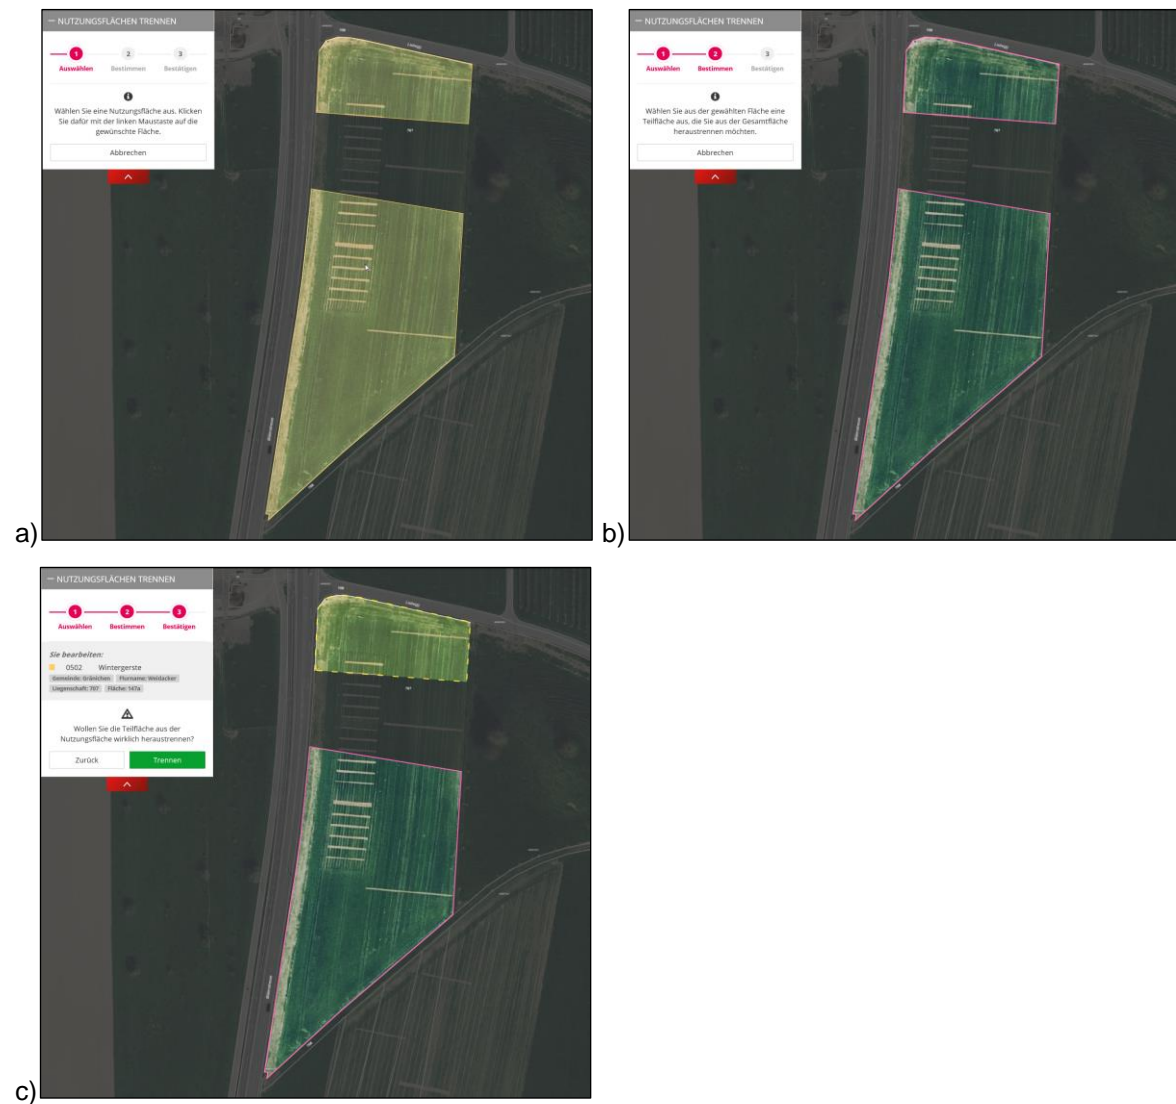 — NUTZUNGSFLÄCHEN TRENNEN
1 2 3
Auswählen Bestimmen Bestätigen
Wählen Sie eine Nutzungsfläche aus. Klicken
Sie dafür mit der linken Maustaste auf die
gewünschte Fläche.
Abbrechen
a)
— NUTZUNGSFLÄCHEN TRENNEN
1 2 3
Auswählen Bestimmen Bestätigen
Wählen Sie aus der gewählten Fläche eine
Teilfläche aus, die Sie aus der Gesamtfläche
heraustrennen möchten.
Abbrechen
b)
— NUTZUNGSFLÄCHEN TRENNEN
1 2 3
Auswählen Bestimmen Bestätigen
Sie bearbeiten:
0502 Wintergerste
Gemeinde: Gränichen Flurname: Weidacker
Liegenschaft: 707 Fläche: 147a
Wollen Sie die Teilfläche aus der
Nutzungsfläche wirklich heraustrennen?
Zurück Trennen
c)